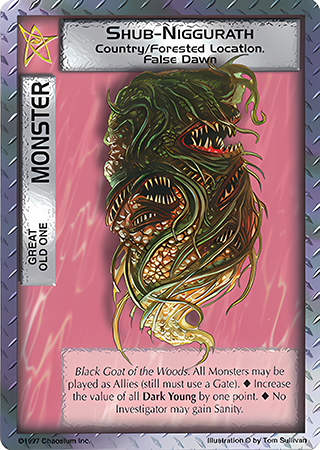 SHUB-NIGGURATH
COUNTRY/FORESTED LOCATION.
FALSE DAWN
MONSTER
GREAT
OLD ONE
Black Goat of the Woods. All Monsters may be
played as Allies (still must use a Gate). ◆ Increase
the value of all Dark Young by one point. ◆ No
Investigator may gain Sanity.
©1997 Chaosium Inc.
Illustration © by Tom Sullivan